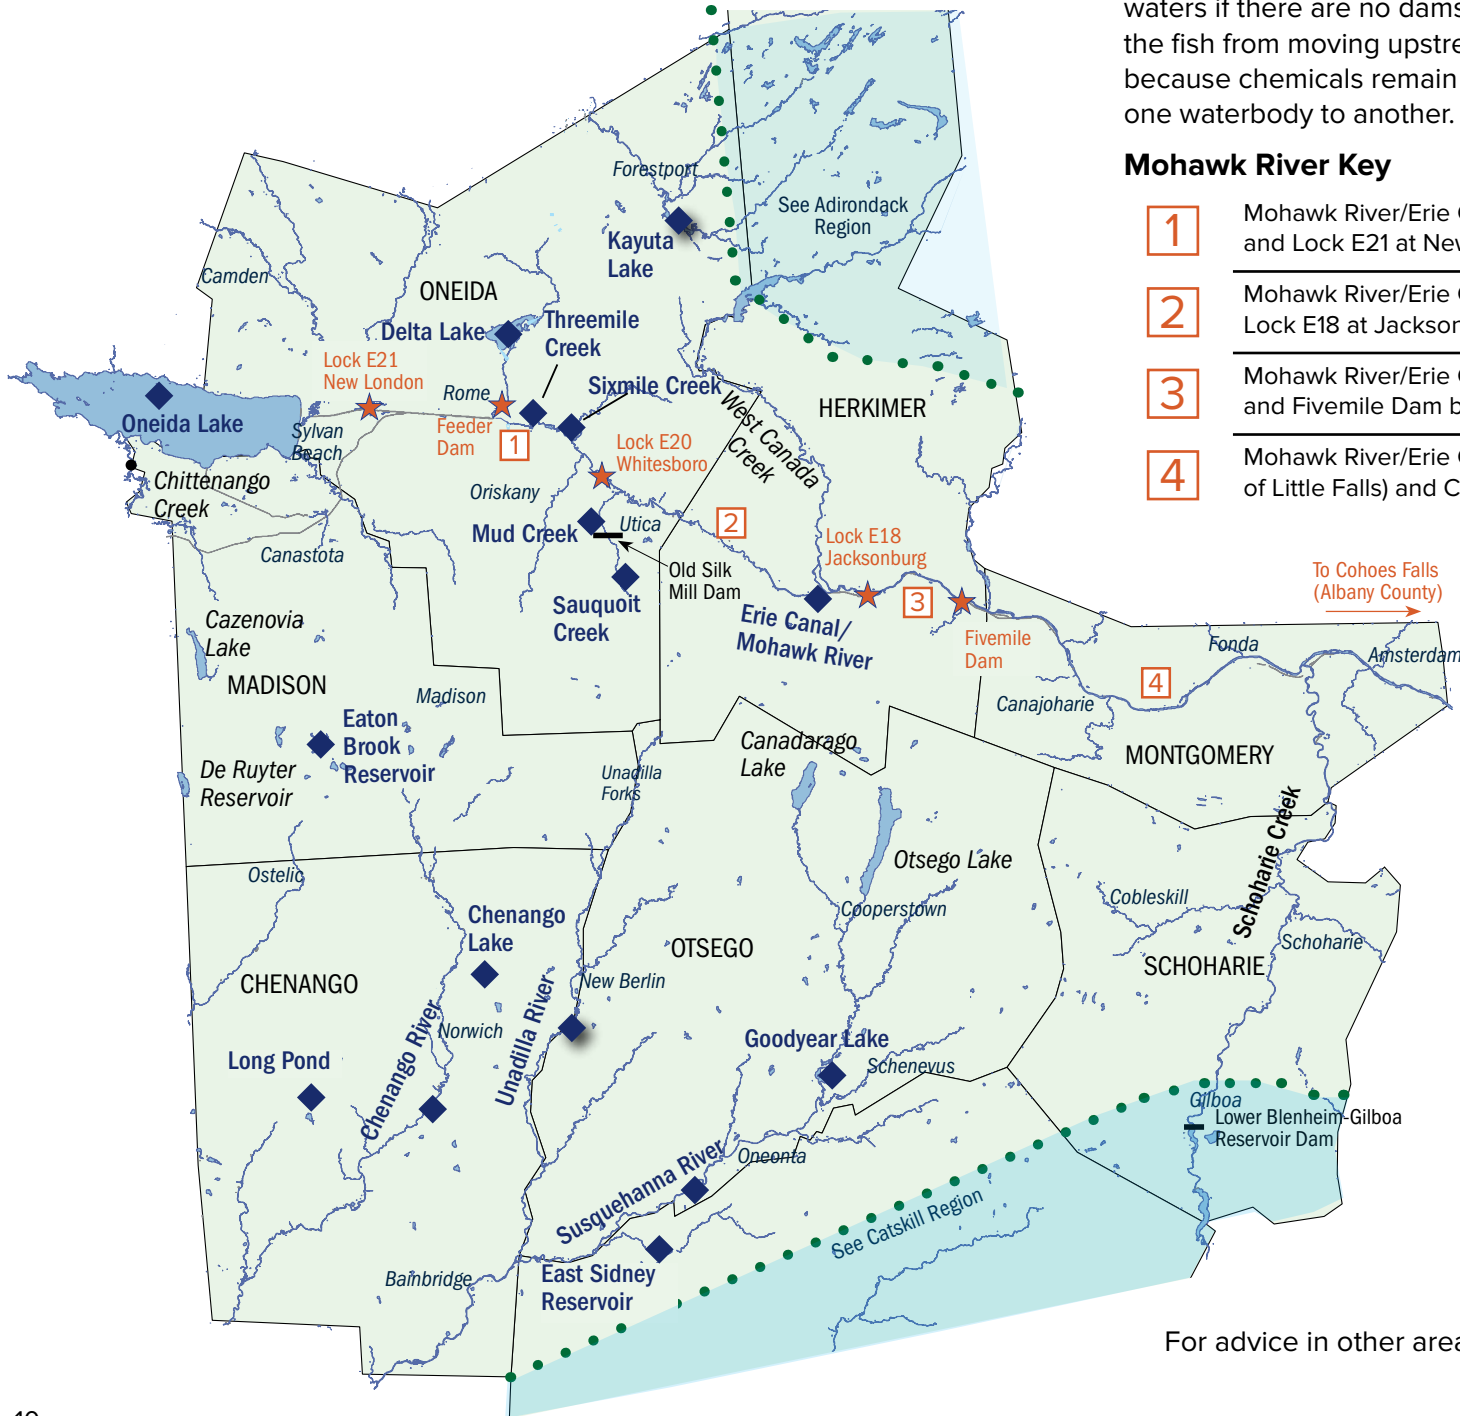 waters if there are no dams
the fish from moving upstre
because chemicals remain
one waterbody to another.
Mohawk River Key
1
Mohawk River/Erie
and Lock E21 at Ne
2
Mohawk River/Erie
Lock E18 at Jackson
3
Mohawk River/Erie
and Fivemile Dam b
4
Mohawk River/Erie
of Little Falls) and C
Forestport
See Adirondack
Region
Kayuta
Lake
Camden
ONEIDA
Delta Lake
Threemile
Creek
Lock E21
New London
Rome
Sixmile Creek
West Canada
Creek
HERKIMER
Oneida Lake
Sylvan
Beach
Feeder
Dam
1
Lock E20
Whitesboro
Chittenango
Creek
Oriskany
Mud Creek
Utica
2
Canastota
Old Silk
Mill Dam
Lock E18
Jacksonburg
3
To Cohoes Falls
(Albany County)
Sauquoit
Creek
Erie Canal/
Mohawk River
Fivemile
Dam
Cazenovia
Lake
MADISON
Madison
Fonda
Amsterdam
4
Canajoharie
MONTGOMERY
Eaton
Brook
Reservoir
De Ruyter
Reservoir
Unadilla
Forks
Canadarago
Lake
Otsego Lake
Schoharie Creek
Ostelic
Cooperstown
Cobleskill
Chenango
Lake
OTSEGO
Schoharie
SCHOHARIE
CHENANGO
New Berlin
Unadilla River
Norwich
Chenango River
Long Pond
Goodyear Lake
Schenevus
Gilboa
Lower Blenheim-Gilboa
Reservoir Dam
Oneonta
Susquehanna River
See Catskill Region
Bainbridge
East Sidney
Reservoir
For advice in other area